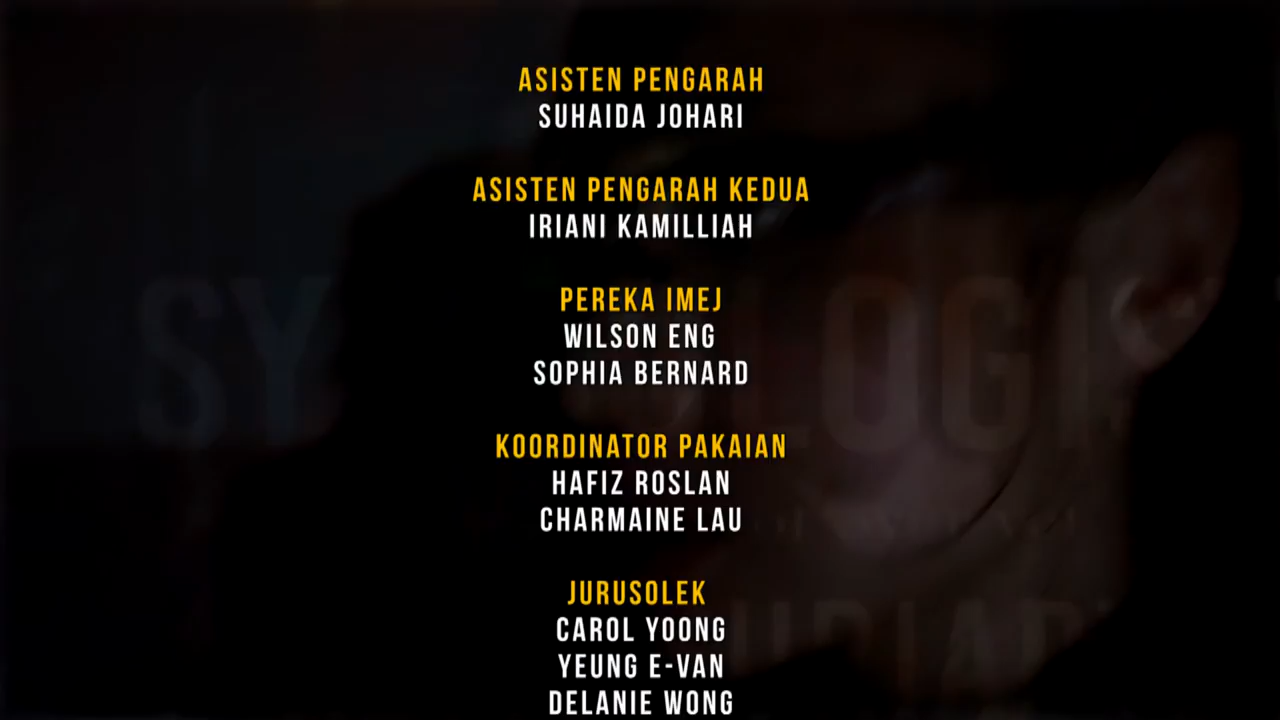 ASISTEN PENGARAH
SUHAIDA JOHARI
ASISTEN PENGARAH KEDUA
IRIANI KAMILLIAH
PEREKA IMEJ
WILSON ENG
SOPHIA BERNARD
KOORDINATOR PAKAIAN
HAFIZ ROSLAN
CHARMAINE LAU
JURUSOLEK
CAROL YOONG
YEUNG E-VAN
DELANIE WONG